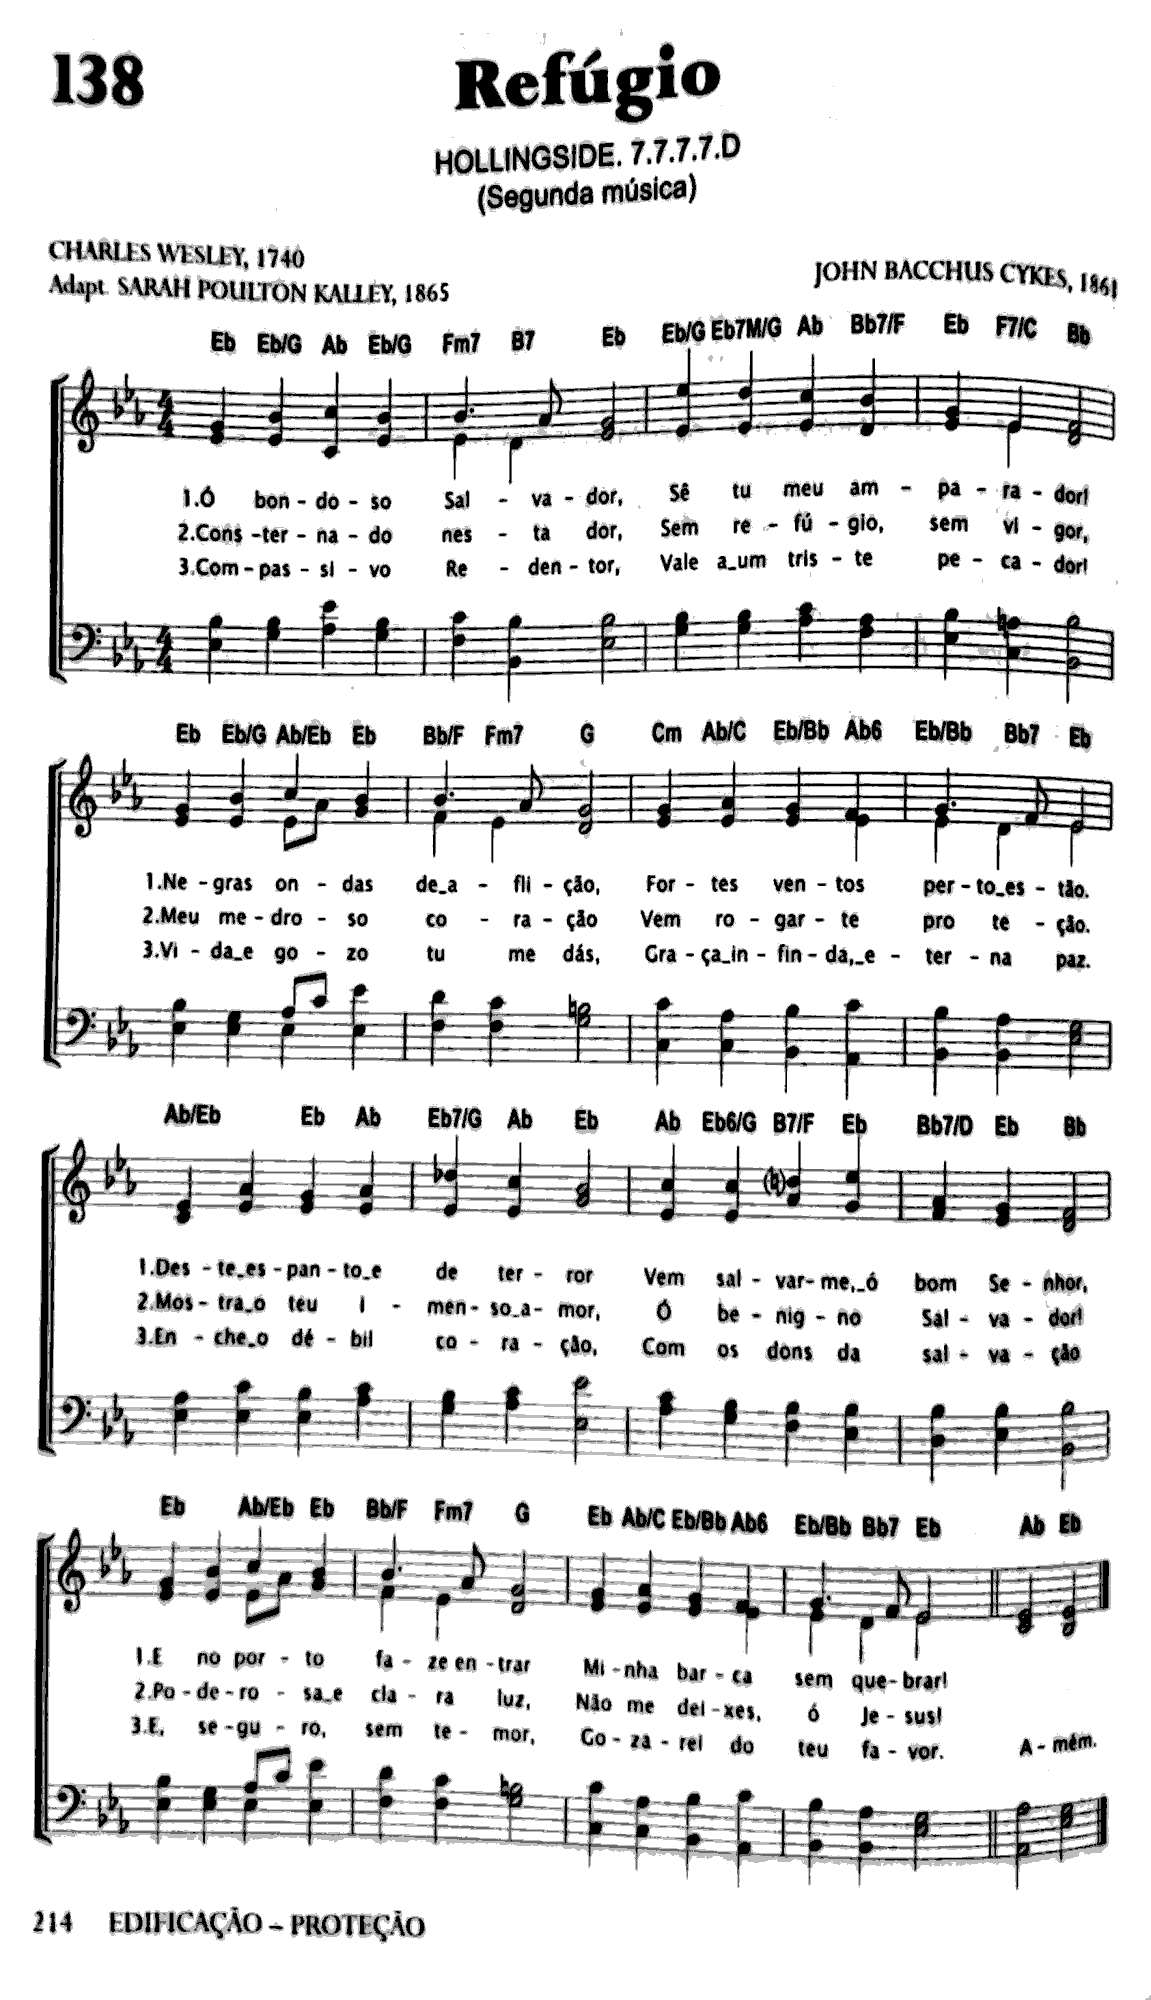 138
Refúgio
HOLLINGSIDE. 7.7.7.7.D
(Segunda música)
CHARLES WESLEY, 1740
Adapt. SARAH POULTON KALLEY, 1865
JOHN BACCHUS CYKES, 1861
Eb Eb/G Ab Eb/G Fm7 B7 Eb Eb/G Eb7M/G Ab Bb7/F Eb F7/C Bb
1.Ó bon - do - so Sal - va - dor, Sê tu meu am - pa - ra - dor!
2.Cons -ter - na - do nes - ta dor, Sem re - fú - gio, sem vi - gor,
3.Com - pas - si - vo Re - den - tor, Vale a_um tris - te pe - ca - dor!
Eb Eb/G Ab/Eb Eb Bb/F Fm7 G Cm Ab/C Eb/Bb Ab6 Eb/Bb Bb7 Eb
1.Ne - gras on - das de_a - fli - ção, For - tes ven - tos per - to_es - tão.
2.Meu me - dro - so co - ra - ção Vem ro - gar - te pro te - ção.
3.Vi - da_e go - zo tu me dás, Gra - ça_in - fin - da,_e - ter - na paz.
Ab/Eb Eb Ab Eb7/G Ab Eb Ab Eb6/G B7/F Eb Bb7/D Eb Bb
1.Des - te_es - pan - to_e de ter - ror Vem sal - var- me,_ó bom Se - nhor,
2.Mos - tra_o teu i - men - so_a - mor, Ó be - nig - no Sal - va - dor!
3.En - che_o dé - bil co - ra - ção, Com os dons da sal - va - ção
Eb Ab/Eb Eb Bb/F Fm7 G Eb Ab/C Eb/Bb Ab6 Eb/Bb Bb7 Eb Ab Eb
1.E no por - to fa - ze en - trar Mi - nha bar - ca sem que - brar!
2.Po - de - ro - sa_e cla - ra luz, Não me dei - xes, ó Je - sus!
3.E, se - gu - ro, sem te - mor, Go - za - rei do teu fa - vor. A - mém.
214 EDIFICAÇÃO – PROTEÇÃO